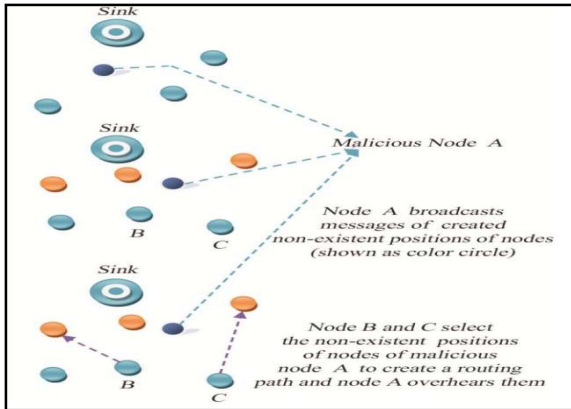 Sink
Malicious Node A
Sink
Node A broadcasts
messages of created
non-existent positions of nodes
(shown as color circle)
B
C
Sink
Node B and C select
the non-existent positions
of nodes of malicious
node A to create a routing
path and node A overhears them
B
C